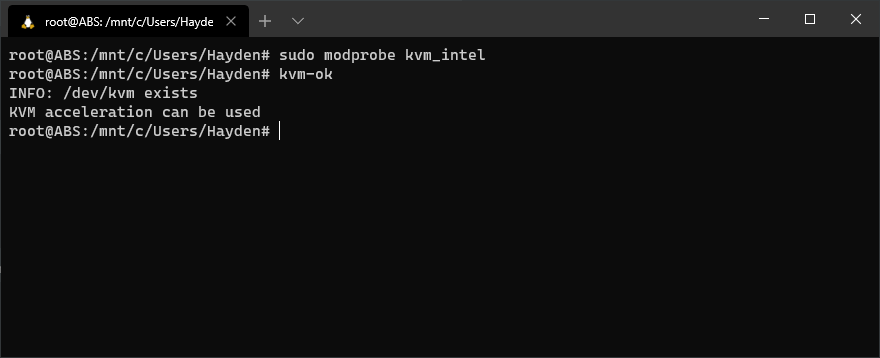 root@ABS: /mnt/c/Users/Hayde
root@ABS:/mnt/c/Users/Hayden# sudo modprobe kvm_intel
root@ABS:/mnt/c/Users/Hayden# kvm-ok
INFO: /dev/kvm exists
KVM acceleration can be used
root@ABS:/mnt/c/Users/Hayden#